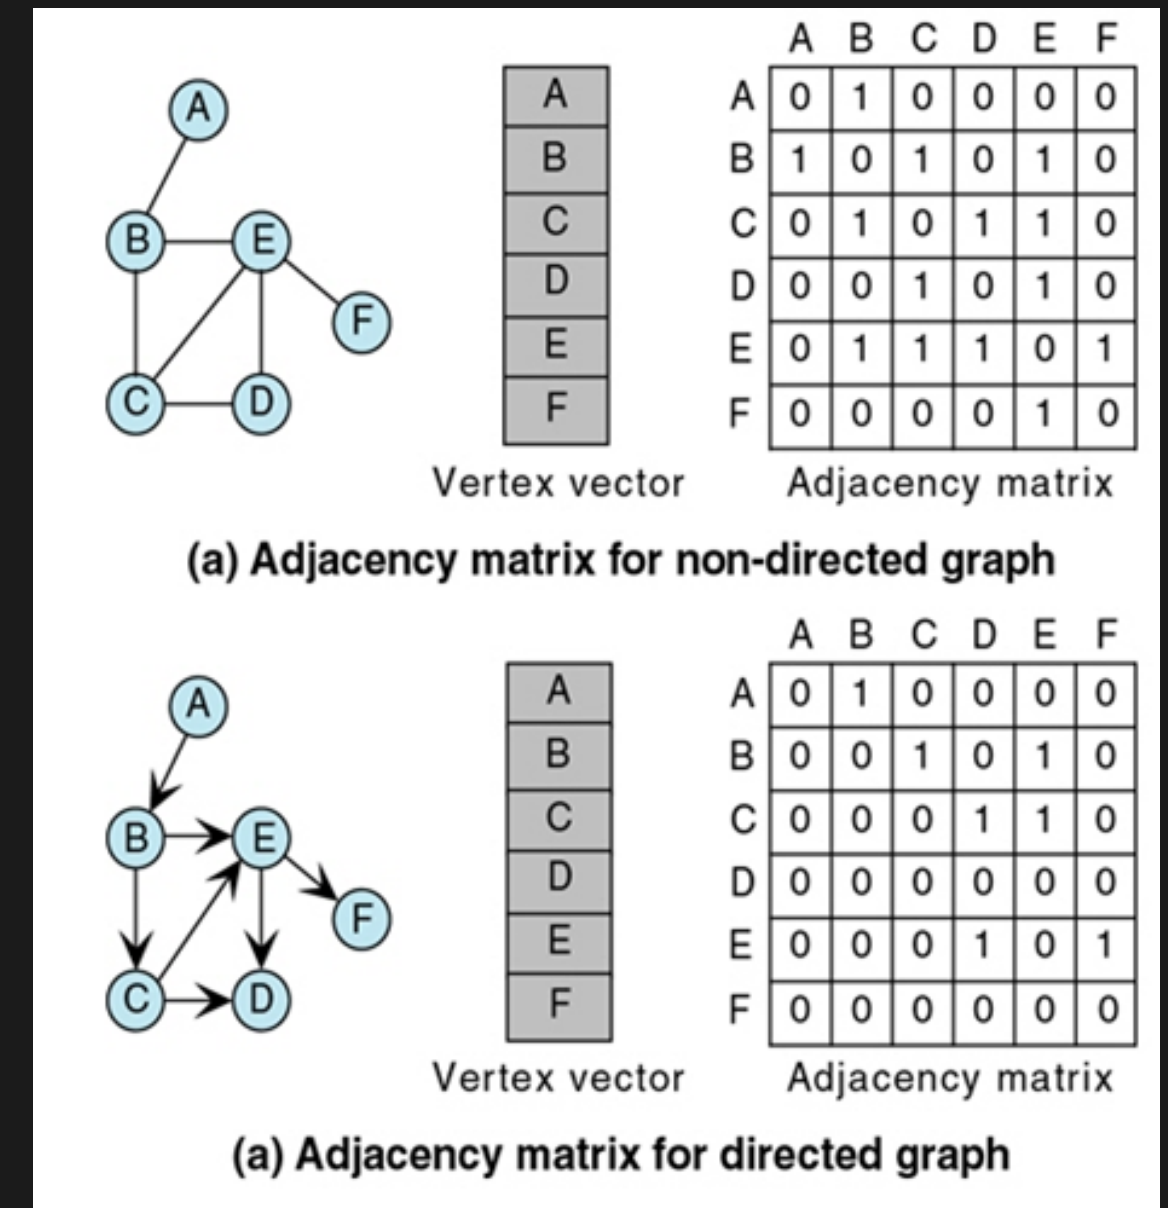 A
B E
F
C D
A
B
C
D
E
F
Vertex vector
A B C D E F
A 0 1 0 0 0 0
B 1 0 1 0 1 0
C 0 1 0 1 1 0
D 0 0 1 0 1 0
E 0 1 1 1 0 1
F 0 0 0 0 1 0
Adjacency matrix
(a) Adjacency matrix for non-directed graph
A
B E
F
C D
A
B
C
D
E
F
Vertex vector
A B C D E F
A 0 1 0 0 0 0
B 0 0 1 0 1 0
C 0 0 0 1 1 0
D 0 0 0 0 0 0
E 0 0 0 1 0 1
F 0 0 0 0 0 0
Adjacency matrix
(a) Adjacency matrix for directed graph